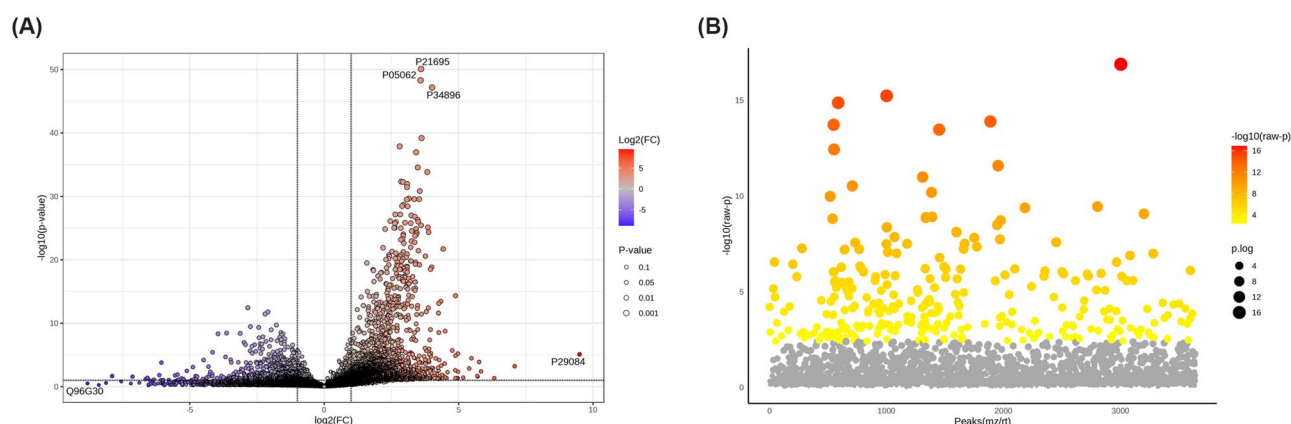 (A)
P21695
P05062
P34896
P29084
Q96G30
50
40
30
20
10
0
-log10(p-value)
-5
0
5
10
log2(FC)
Log2(FC)
5
0
-5
P-value
0.1
0.05
0.01
0.001
(B)
15
10
5
0
-log10(raw-p)
0
1000
2000
3000
Peaks(mz/rt)
-log10(raw-p)
16
12
8
4
p.log
4
8
12
16